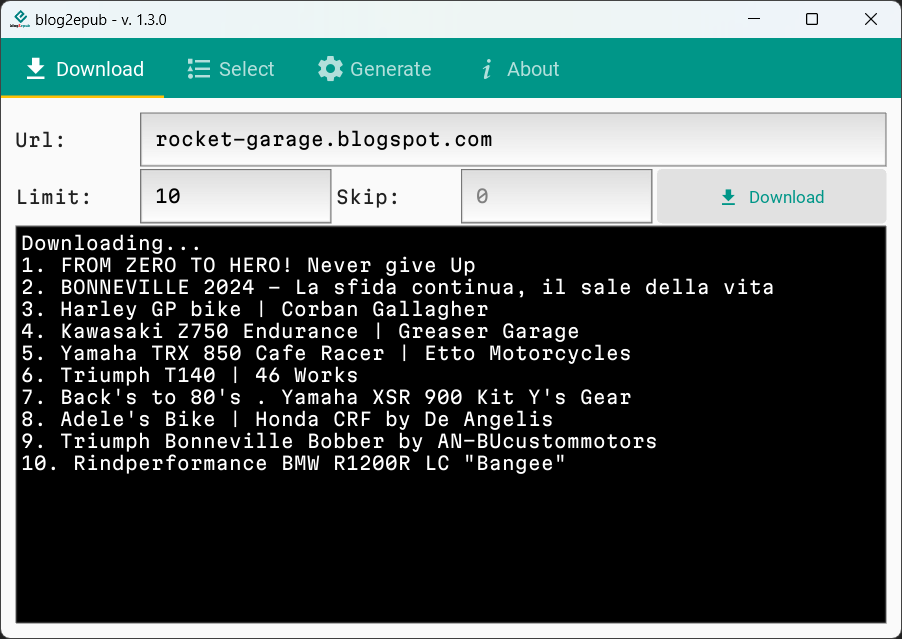 blog2epub - v. 1.3.0
Download Select Generate About
Url: rocket-garage.blogspot.com
Limit: 10 Skip: 0 Download
Downloading...
1. FROM ZERO TO HERO! Never give Up
2. BONNEVILLE 2024 - La sfida continua, il sale della vita
3. Harley GP bike | Corban Gallagher
4. Kawasaki Z750 Endurance | Greaser Garage
5. Yamaha TRX 850 Cafe Racer | Etto Motorcycles
6. Triumph T140 | 46 Works
7. Back's to 80's . Yamaha XSR 900 Kit Y's Gear
8. Adele's Bike | Honda CRF by De Angelis
9. Triumph Bonneville Bobber by AN-BUcustommotors
10. Rindperformance BMW R1200R LC "Bangee"